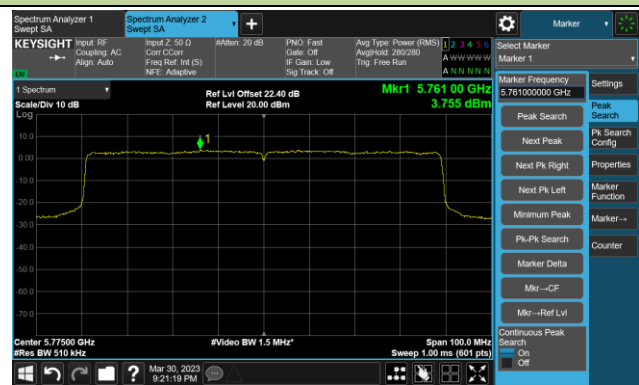 Spectrum Analyzer 1
Swept SA
Spectrum Analyzer 2
Swept SA
+
Marker
KEYSIGHT
Input: RF
Coupling: AC
Align: Auto
Input Z: 50 Ω
Corr CCorr
Freq Ref: Int (S)
NFE: Adaptive
#Atten: 20 dB
PNO: Fast
Gate: Off
IF Gain: Low
Sig Track: Off
Avg Type: Power (RMS)
Avg|Hold: 280/280
Trig: Free Run
1 2 3 4 5 6
A W W W W W
A N N N N N
LW
Select Marker
Marker 1
1 Spectrum
Scale/Div 10 dB
Log
Ref Lvl Offset 22.40 dB
Ref Level 20.00 dBm
Mkr1 5.761 00 GHz
3.755 dBm
1
10.0
0.00
-10.0
-20.0
-30.0
-40.0
-50.0
-60.0
-70.0
Center 5.77500 GHz
#Res BW 510 kHz
#Video BW 1.5 MHz*
Span 100.0 MHz
Sweep 1.00 ms (601 pts)
Marker Frequency
5.761000000 GHz
Peak Search
Next Peak
Next Pk Right
Next Pk Left
Minimum Peak
Pk-Pk Search
Marker Delta
Mkr→CF
Mkr→Ref Lvl
Continuous Peak
Search
On
Off
Settings
Peak
Search
Pk Search
Config
Properties
Marker
Function
Marker→
Counter
?
Mar 30, 2023
9:21:19 PM